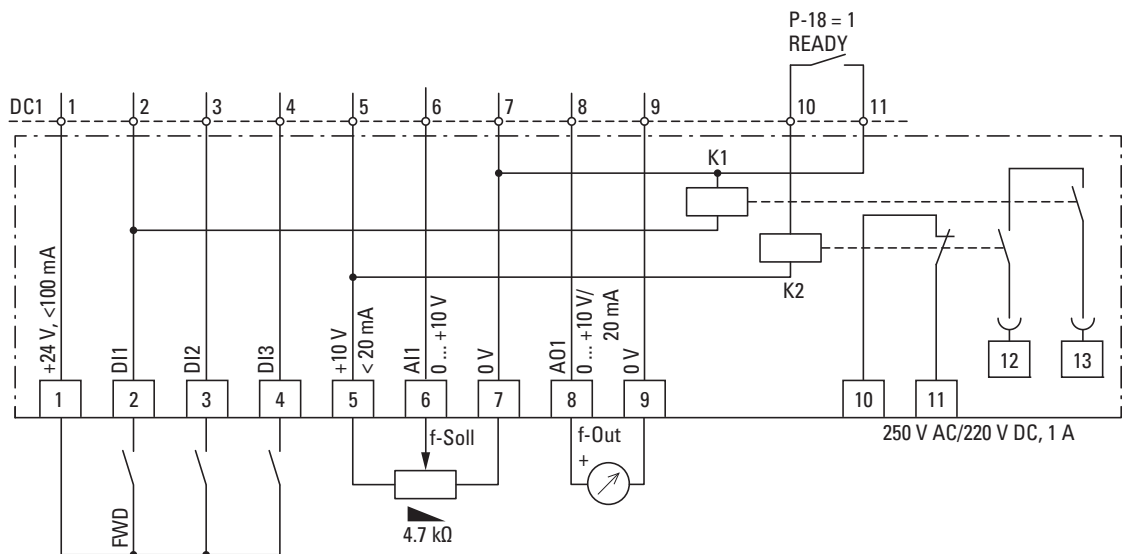 P-18 = 1
READY
DC1 1 2 3 4 5 6 7 8 9 10 11
K1
K2
+24 V, <100 mA
DI1
DI2
DI3
+10 V
< 20 mA
AI1
0 ... +10 V
0 V
AO1
0 ... +10 V/
20 mA
0 V
12 13
1 2 3 4 5 6 7 8 9 10 11
250 V AC/220 V DC, 1 A
f-Soll
f-Out
+
FWD
4.7 kΩ